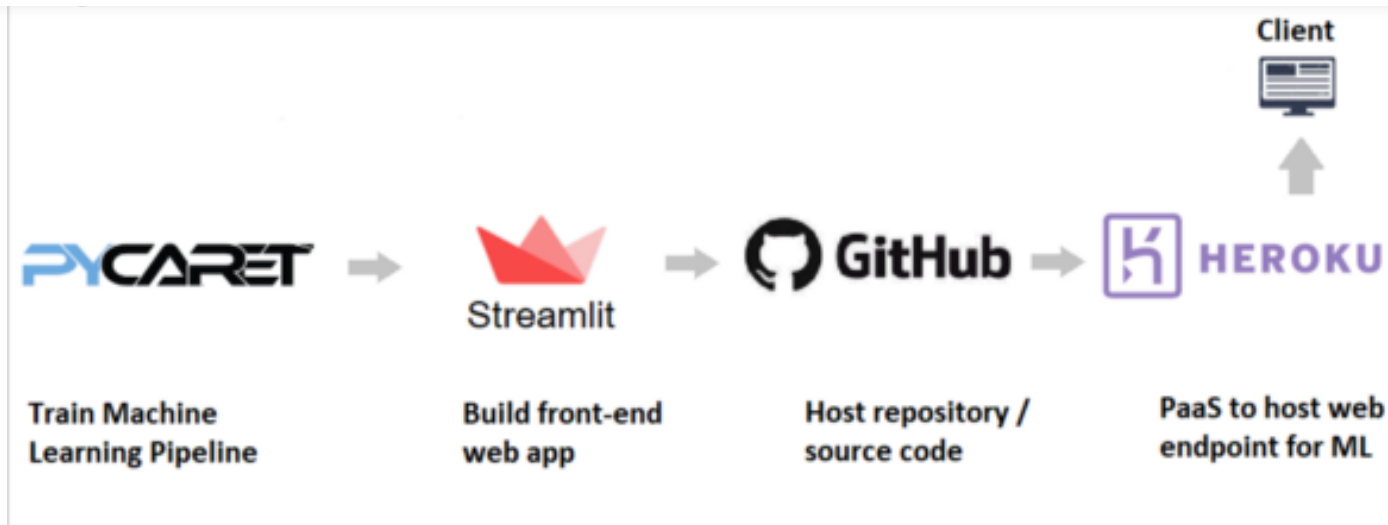 Client
PYCARET
Streamlit
GitHub
HEROKU
Train Machine
Learning Pipeline
Build front-end
web app
Host repository /
source code
PaaS to host web
endpoint for ML